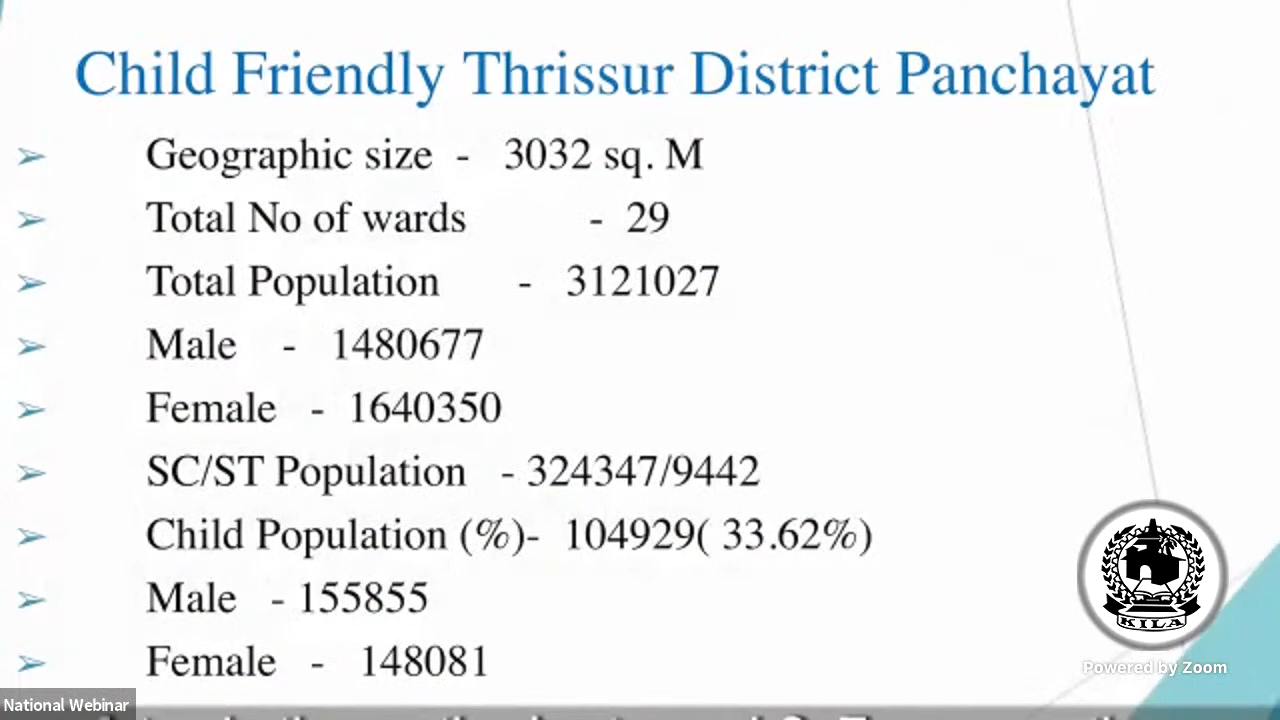 Child Friendly Thrissur District Panchayat
➢ Geographic size - 3032 sq. M
➢ Total No of wards - 29
➢ Total Population - 3121027
➢ Male - 1480677
➢ Female - 1640350
➢ SC/ST Population - 324347/9442
➢ Child Population (%)- 104929( 33.62%)
➢ Male - 155855
➢ Female - 148081
KILA
Powered by Zoom
National Webinar